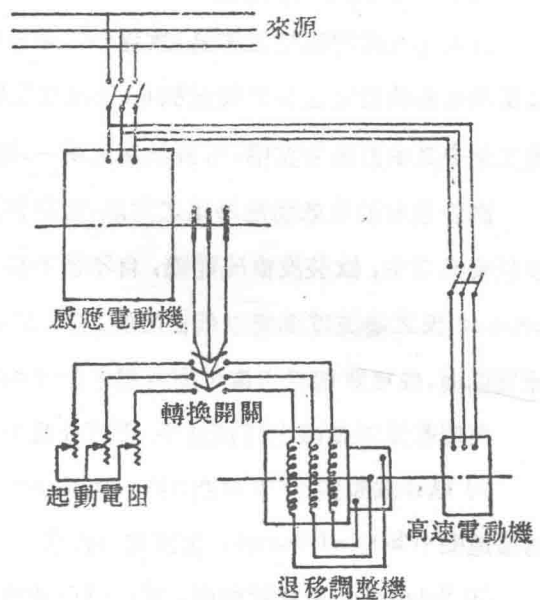 來源
感應電動機
轉換開關
起動電阻
高速電動機
退移調整機